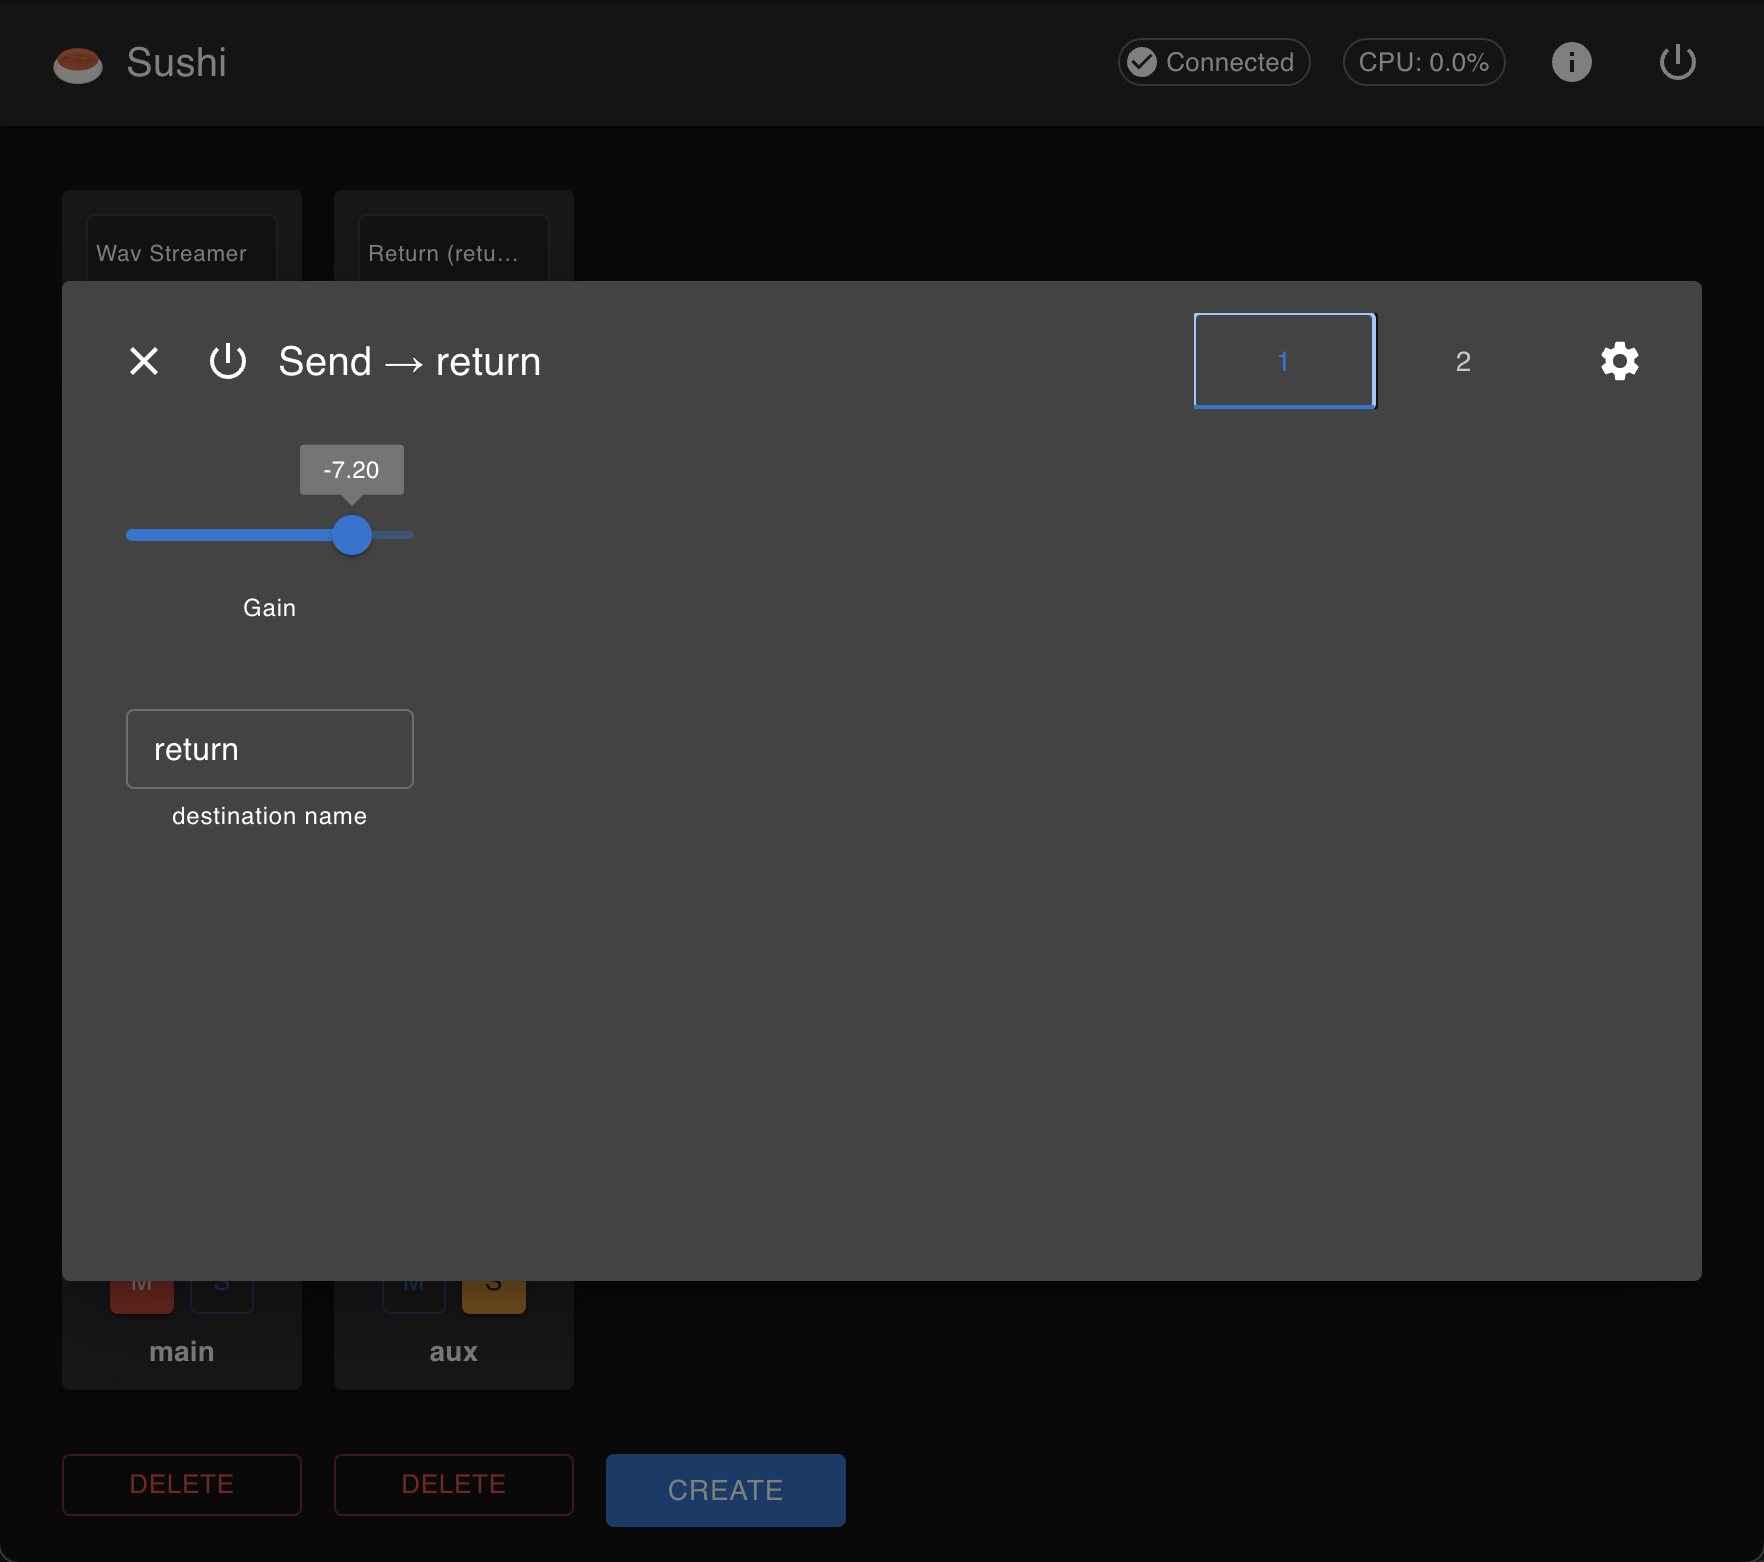 Sushi
Connected
CPU: 0.0%
Wav Streamer
Return (retu...
Send → return
1
2
-7.20
Gain
return
destination name
M
S
M
S
main
aux
DELETE
DELETE
CREATE